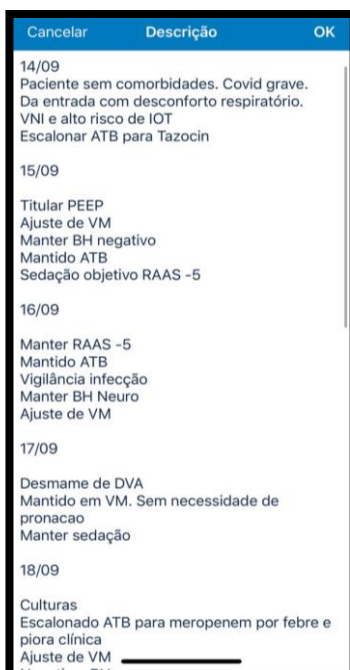 Cancelar Descrição OK
14/09
Paciente sem comorbidades. Covid grave.
Da entrada com desconforto respiratório.
VNI e alto risco de IOT
Escalonar ATB para Tazocin
15/09
Titular PEEP
Ajuste de VM
Manter BH negativo
Mantido ATB
Sedação objetivo RAAS -5
16/09
Manter RAAS -5
Mantido ATB
Vigilância infecção
Manter BH Neuro
Ajuste de VM
17/09
Desmame de DVA
Mantido em VM. Sem necessidade de
pronacao
Manter sedação
18/09
Culturas
Escalonado ATB para meropenem por febre e
piora clínica
Ajuste de VM